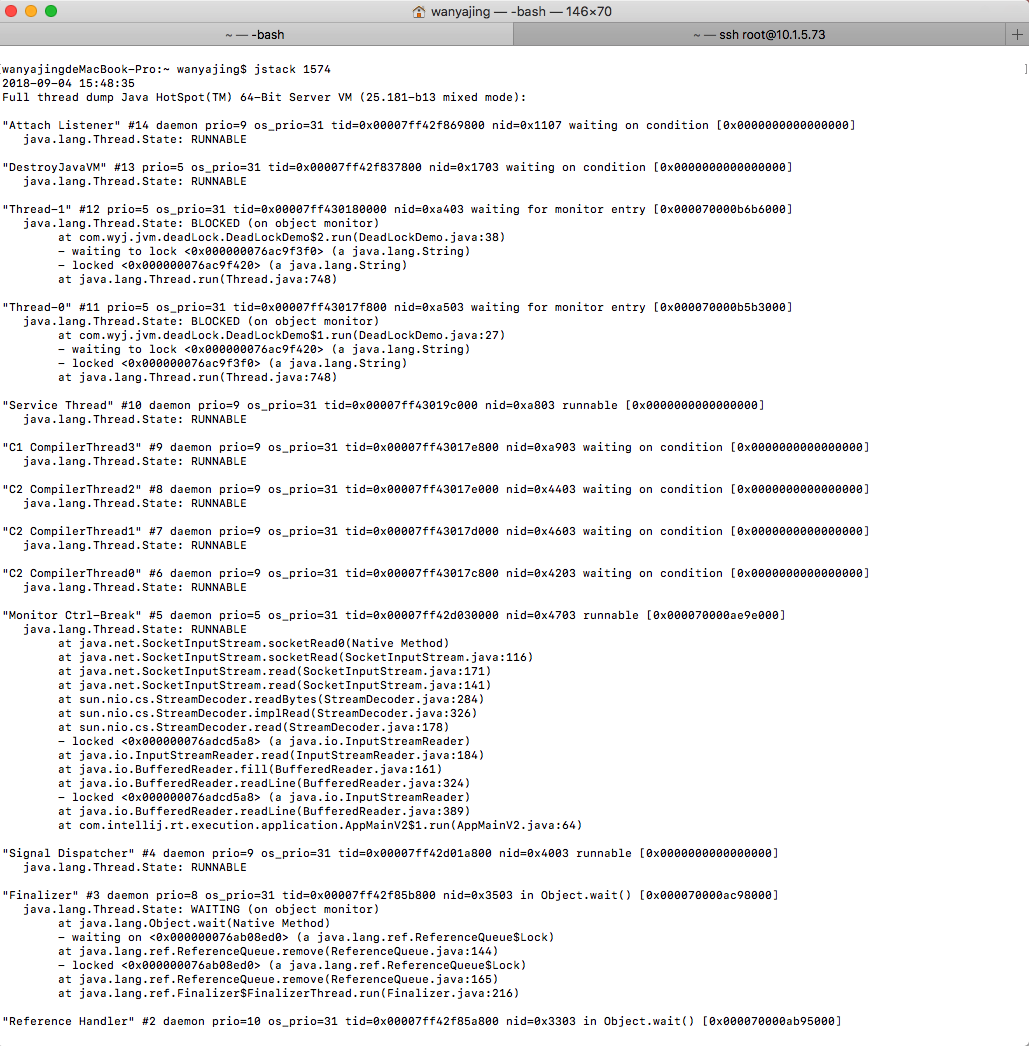 wanyajing — -bash — 146×70
~ — -bash
~ — ssh root@10.1.5.73
[wanyajingdeMacBook-Pro:~ wanyajing$ jstack 1574 ]
2018-09-04 15:48:35
Full thread dump Java HotSpot(TM) 64-Bit Server VM (25.181-b13 mixed mode):
"Attach Listener" #14 daemon prio=9 os_prio=31 tid=0x00007ff42f869800 nid=0x1107 waiting on condition [0x0000000000000000]
java.lang.Thread.State: RUNNABLE
"DestroyJavaVM" #13 prio=5 os_prio=31 tid=0x00007ff42f837800 nid=0x1703 waiting on condition [0x0000000000000000]
java.lang.Thread.State: RUNNABLE
"Thread-1" #12 prio=5 os_prio=31 tid=0x00007ff430180000 nid=0xa403 waiting for monitor entry [0x000070000b6b6000]
java.lang.Thread.State: BLOCKED (on object monitor)
at com.wyj.jvm.deadLock.DeadLockDemo$2.run(DeadLockDemo.java:38)
- waiting to lock <0x000000076ac9f3f0> (a java.lang.String)
- locked <0x000000076ac9f420> (a java.lang.String)
at java.lang.Thread.run(Thread.java:748)
"Thread-0" #11 prio=5 os_prio=31 tid=0x00007ff43017f800 nid=0xa503 waiting for monitor entry [0x000070000b5b3000]
java.lang.Thread.State: BLOCKED (on object monitor)
at com.wyj.jvm.deadLock.DeadLockDemo$1.run(DeadLockDemo.java:27)
- waiting to lock <0x000000076ac9f420> (a java.lang.String)
- locked <0x000000076ac9f3f0> (a java.lang.String)
at java.lang.Thread.run(Thread.java:748)
"Service Thread" #10 daemon prio=9 os_prio=31 tid=0x00007ff43019c000 nid=0xa803 runnable [0x0000000000000000]
java.lang.Thread.State: RUNNABLE
"C1 CompilerThread3" #9 daemon prio=9 os_prio=31 tid=0x00007ff43017e800 nid=0xa903 waiting on condition [0x0000000000000000]
java.lang.Thread.State: RUNNABLE
"C2 CompilerThread2" #8 daemon prio=9 os_prio=31 tid=0x00007ff43017e000 nid=0x4403 waiting on condition [0x0000000000000000]
java.lang.Thread.State: RUNNABLE
"C2 CompilerThread1" #7 daemon prio=9 os_prio=31 tid=0x00007ff43017d000 nid=0x4603 waiting on condition [0x0000000000000000]
java.lang.Thread.State: RUNNABLE
"C2 CompilerThread0" #6 daemon prio=9 os_prio=31 tid=0x00007ff43017c800 nid=0x4203 waiting on condition [0x0000000000000000]
java.lang.Thread.State: RUNNABLE
"Monitor Ctrl-Break" #5 daemon prio=5 os_prio=31 tid=0x00007ff42d030000 nid=0x4703 runnable [0x000070000ae9e000]
java.lang.Thread.State: RUNNABLE
at java.net.SocketInputStream.socketRead0(Native Method)
at java.net.SocketInputStream.socketRead(SocketInputStream.java:116)
at java.net.SocketInputStream.read(SocketInputStream.java:171)
at java.net.SocketInputStream.read(SocketInputStream.java:141)
at sun.nio.cs.StreamDecoder.readBytes(StreamDecoder.java:284)
at sun.nio.cs.StreamDecoder.implRead(StreamDecoder.java:326)
at sun.nio.cs.StreamDecoder.read(StreamDecoder.java:178)
- locked <0x000000076adcd5a8> (a java.io.InputStreamReader)
at java.io.InputStreamReader.read(InputStreamReader.java:184)
at java.io.BufferedReader.fill(BufferedReader.java:161)
at java.io.BufferedReader.readLine(BufferedReader.java:324)
- locked <0x000000076adcd5a8> (a java.io.InputStreamReader)
at java.io.BufferedReader.readLine(BufferedReader.java:389)
at com.intellij.rt.execution.application.AppMainV2$1.run(AppMainV2.java:64)
"Signal Dispatcher" #4 daemon prio=9 os_prio=31 tid=0x00007ff42d01a800 nid=0x4003 runnable [0x0000000000000000]
java.lang.Thread.State: RUNNABLE
"Finalizer" #3 daemon prio=8 os_prio=31 tid=0x00007ff42f85b800 nid=0x3503 in Object.wait() [0x000070000ac98000]
java.lang.Thread.State: WAITING (on object monitor)
at java.lang.Object.wait(Native Method)
- waiting on <0x000000076ab08ed0> (a java.lang.ref.ReferenceQueue$Lock)
at java.lang.ref.ReferenceQueue.remove(ReferenceQueue.java:144)
- locked <0x000000076ab08ed0> (a java.lang.ref.ReferenceQueue$Lock)
at java.lang.ref.ReferenceQueue.remove(ReferenceQueue.java:165)
at java.lang.ref.Finalizer$FinalizerThread.run(Finalizer.java:216)
"Reference Handler" #2 daemon prio=10 os_prio=31 tid=0x00007ff42f85a800 nid=0x3303 in Object.wait() [0x000070000ab95000]